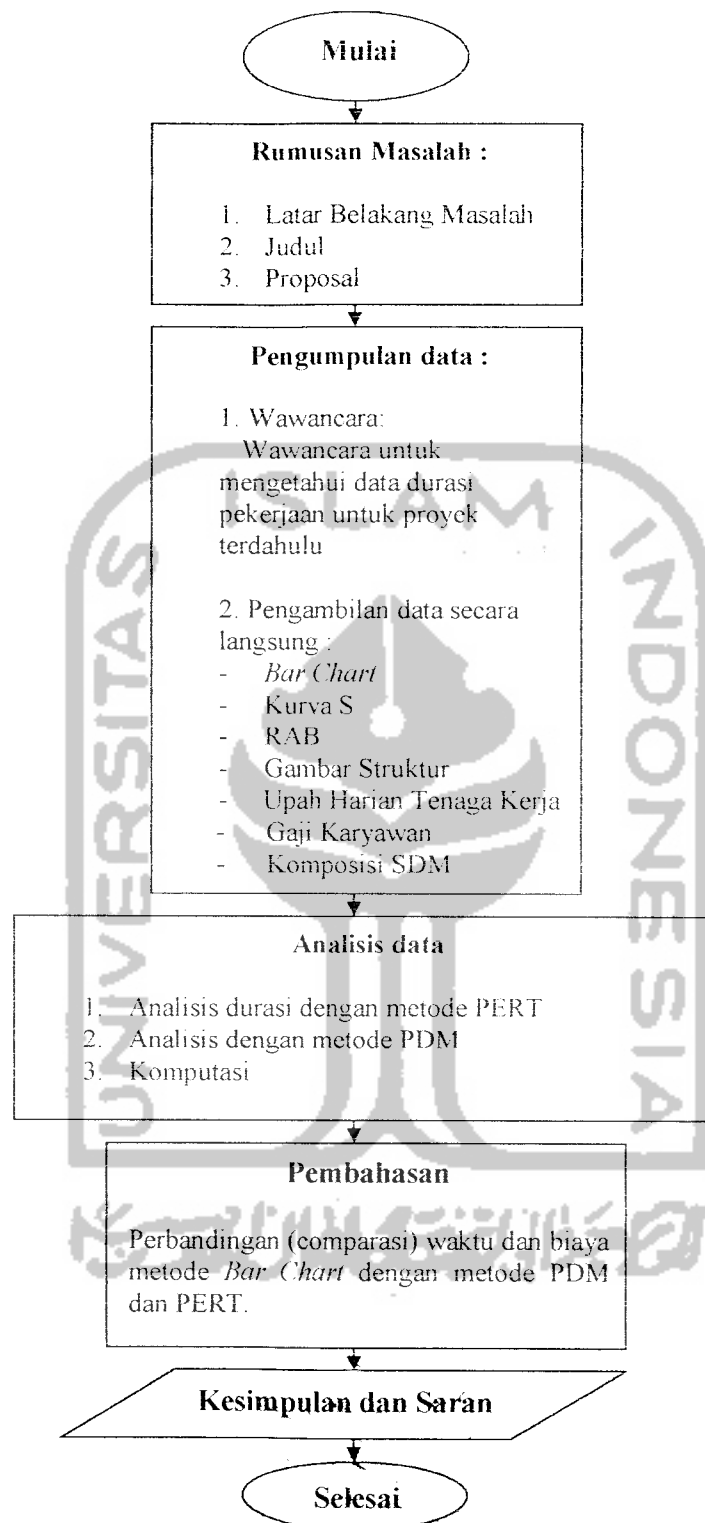 Mulai
Rumusan Masalah :
1. Latar Belakang Masalah
2. Judul
3. Proposal
Pengumpulan data :
1. Wawancara:
Wawancara untuk
mengetahui data durasi
pekerjaan untuk proyek
terdahulu
2. Pengambilan data secara
langsung :
- Bar Chart
- Kurva S
- RAB
- Gambar Struktur
- Upah Harian Tenaga Kerja
- Gaji Karyawan
- Komposisi SDM
Analisis data
1. Analisis durasi dengan metode PERT
2. Analisis dengan metode PDM
3. Komputasi
Pembahasan
Perbandingan (comparasi) waktu dan biaya
metode Bar Chart dengan metode PDM
dan PERT.
Kesimpulan dan Saran
Selesai
UNIVERSITAS
ISLAM
INDONESIA